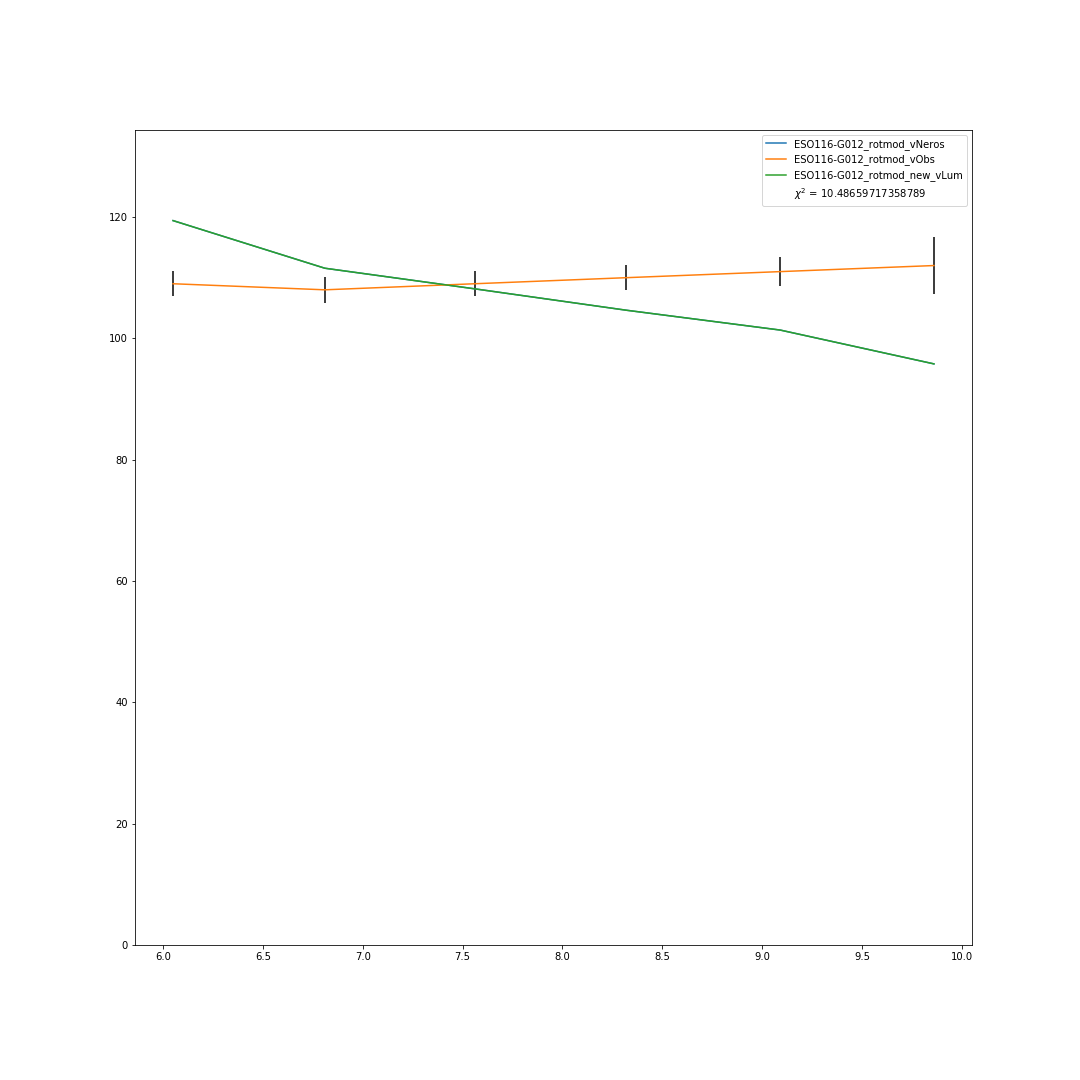 ESO116-G012_rotmod_vNeros
ESO116-G012_rotmod_vObs
ESO116-G012_rotmod_new_vLum
χ² = 10.48659717358789
120
100
80
60
40
20
0
6.0 6.5 7.0 7.5 8.0 8.5 9.0 9.5 10.0